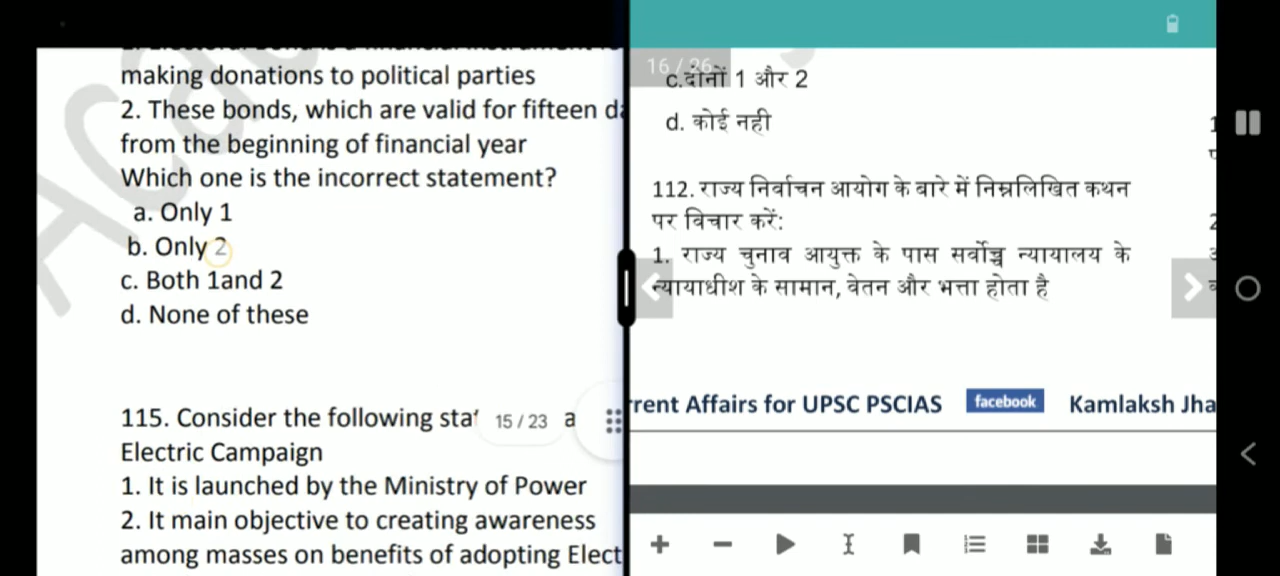 making donations to political parties
2. These bonds, which are valid for fifteen
from the beginning of financial year
Which one is the incorrect statement?
a. Only 1
b. Only 2
c. Both 1and 2
d. None of these
115. Consider the following
Electric Campaign
1. It is launched by the Ministry of Power
2. It main objective to creating awareness
among masses on benefits of adopting Elect
15 / 23
16 / 26
c.दोनों 1 और 2
d. कोई नही
112. राज्य निर्वाचन आयोग के बारे में निम्नलिखित कथन
पर विचार करें:
1. राज्य चुनाव आयुक्त के पास सर्वोच्च न्यायालय के
न्यायाधीश के सामान, वेतन और भत्ता होता है
rent Affairs for UPSC PSCIAS facebook Kamlaksh Jha